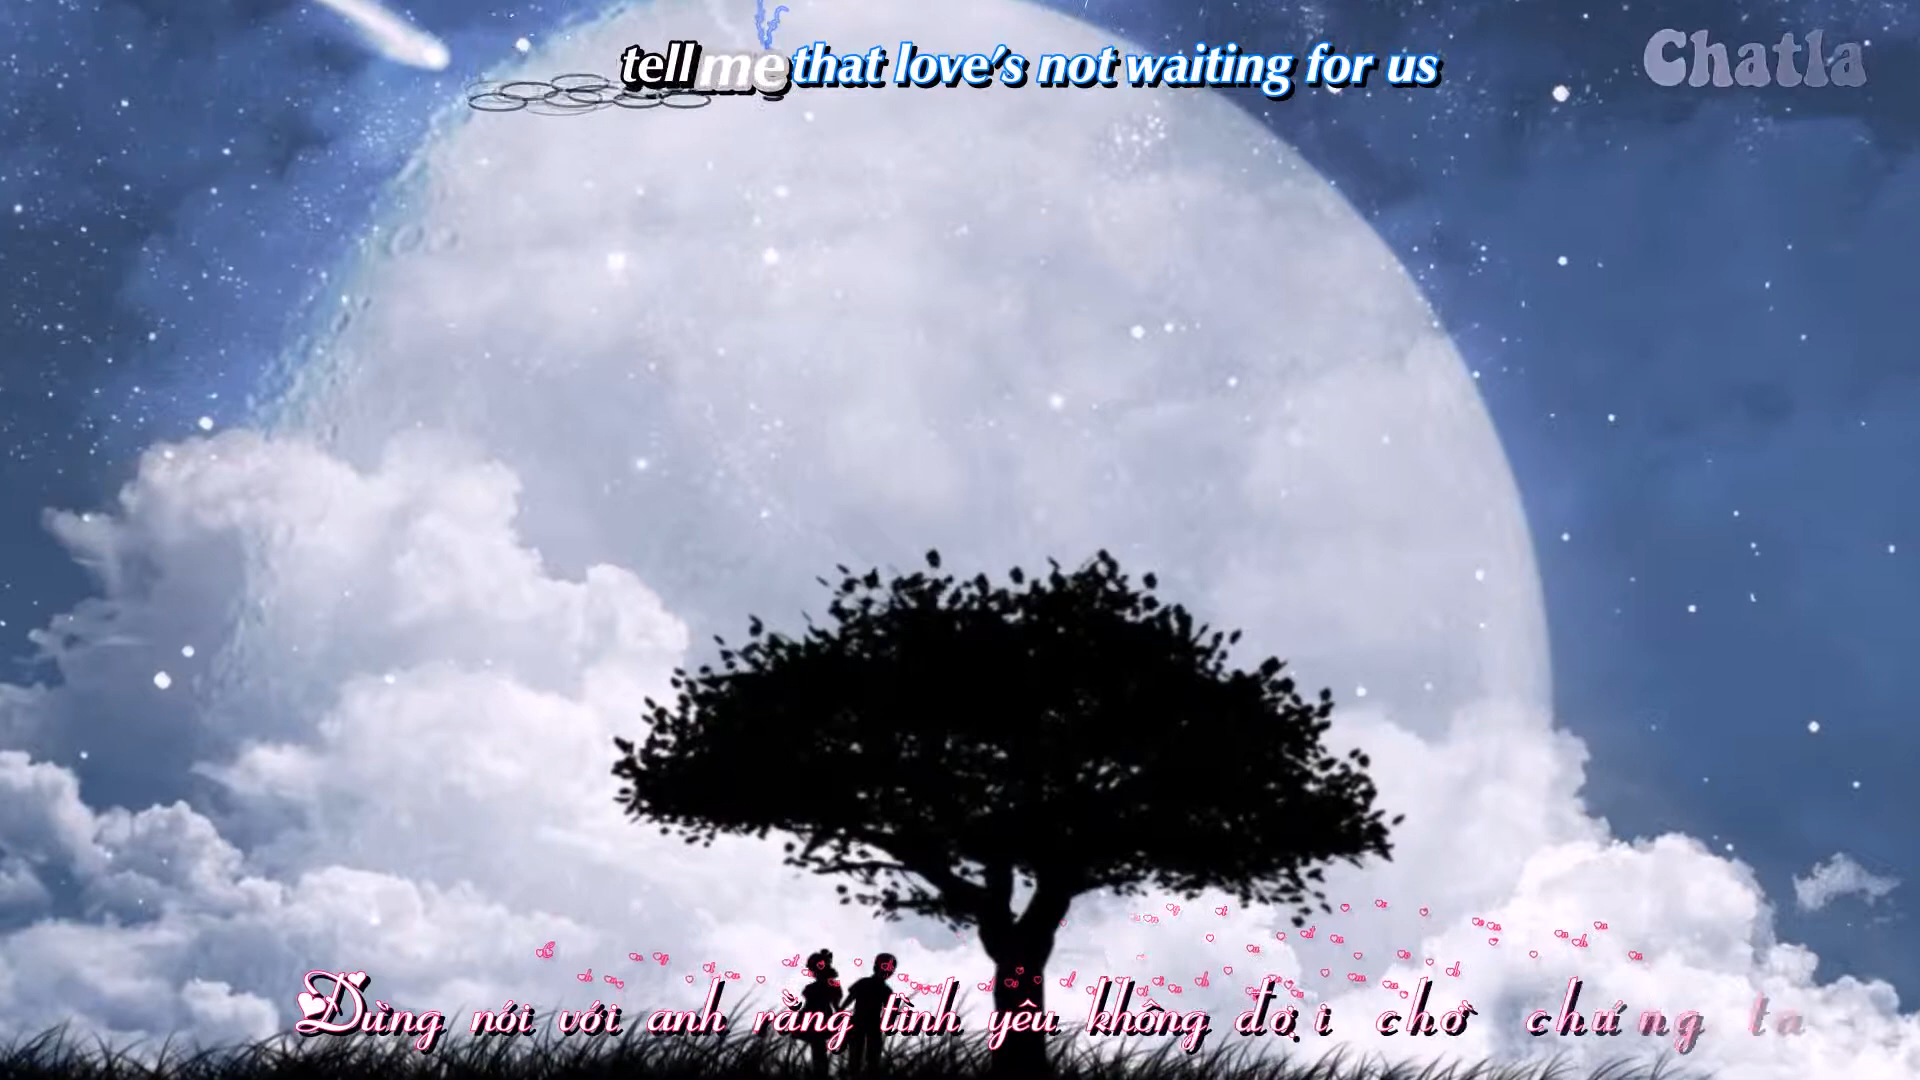 tell me that love's not waiting for us
Chatla
Đừng nói với anh rằng tình yêu không đợi chờ chúng ta